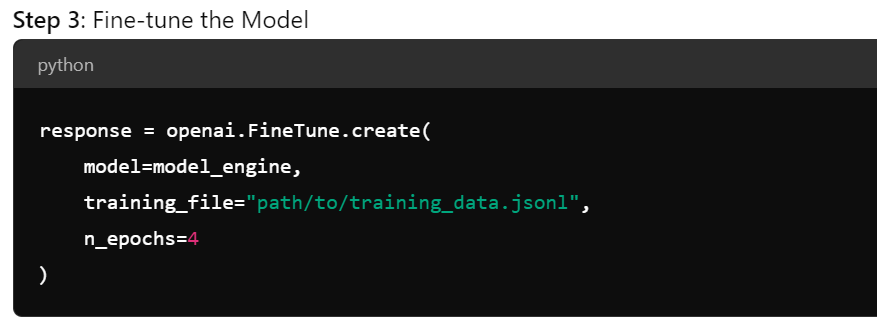 Step 3: Fine-tune the Model
python
response = openai.FineTune.create(
    model=model_engine,
    training_file="path/to/training_data.jsonl",
    n_epochs=4
)